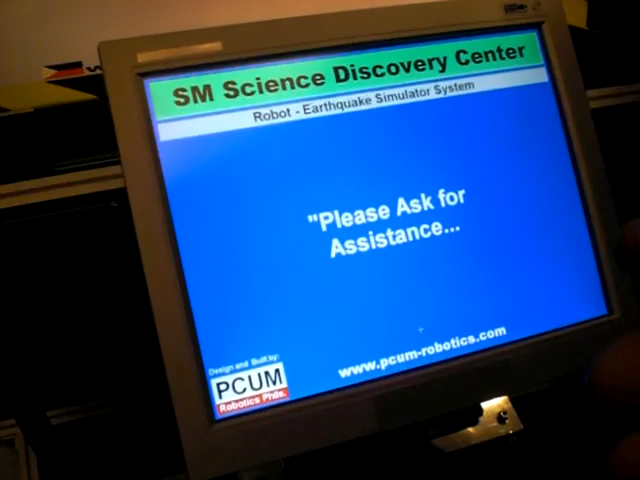 SM Science Discovery Center
Robot - Earthquake Simulator System
"Please Ask for
Assistance...
Design and Built by:
PCUM
Robotics Phils.
www.pcum-robotics.com